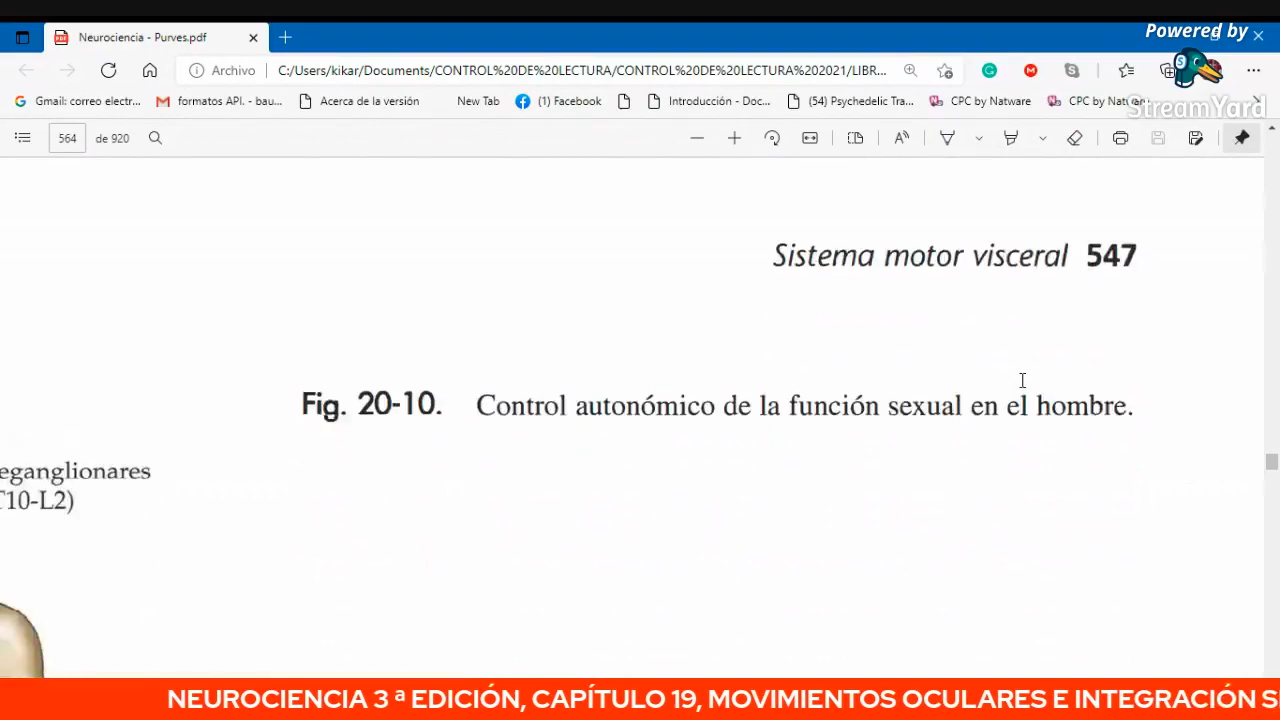 Powered by
Neurociencia - Purves.pdf
Archivo C:/Users/kikar/Documents/CONTROL%20DE%20LECTURA/CONTROL%20DE%20LECTURA%202021/LIBR...
Gmail: correo electr... formatos API. - bau... Acerca de la versión New Tab (1) Facebook Introducción - Doc... (54) Psychedelic Tra... CPC by Natware CPC by Natw
StreamYard
564 de 920
Sistema motor visceral 547
Fig. 20-10. Control autonómico de la función sexual en el hombre.
eganglionares
T10-L2)
NEUROCIENCIA 3 ª EDICIÓN, CAPÍTULO 19, MOVIMIENTOS OCULARES E INTEGRACIÓN S